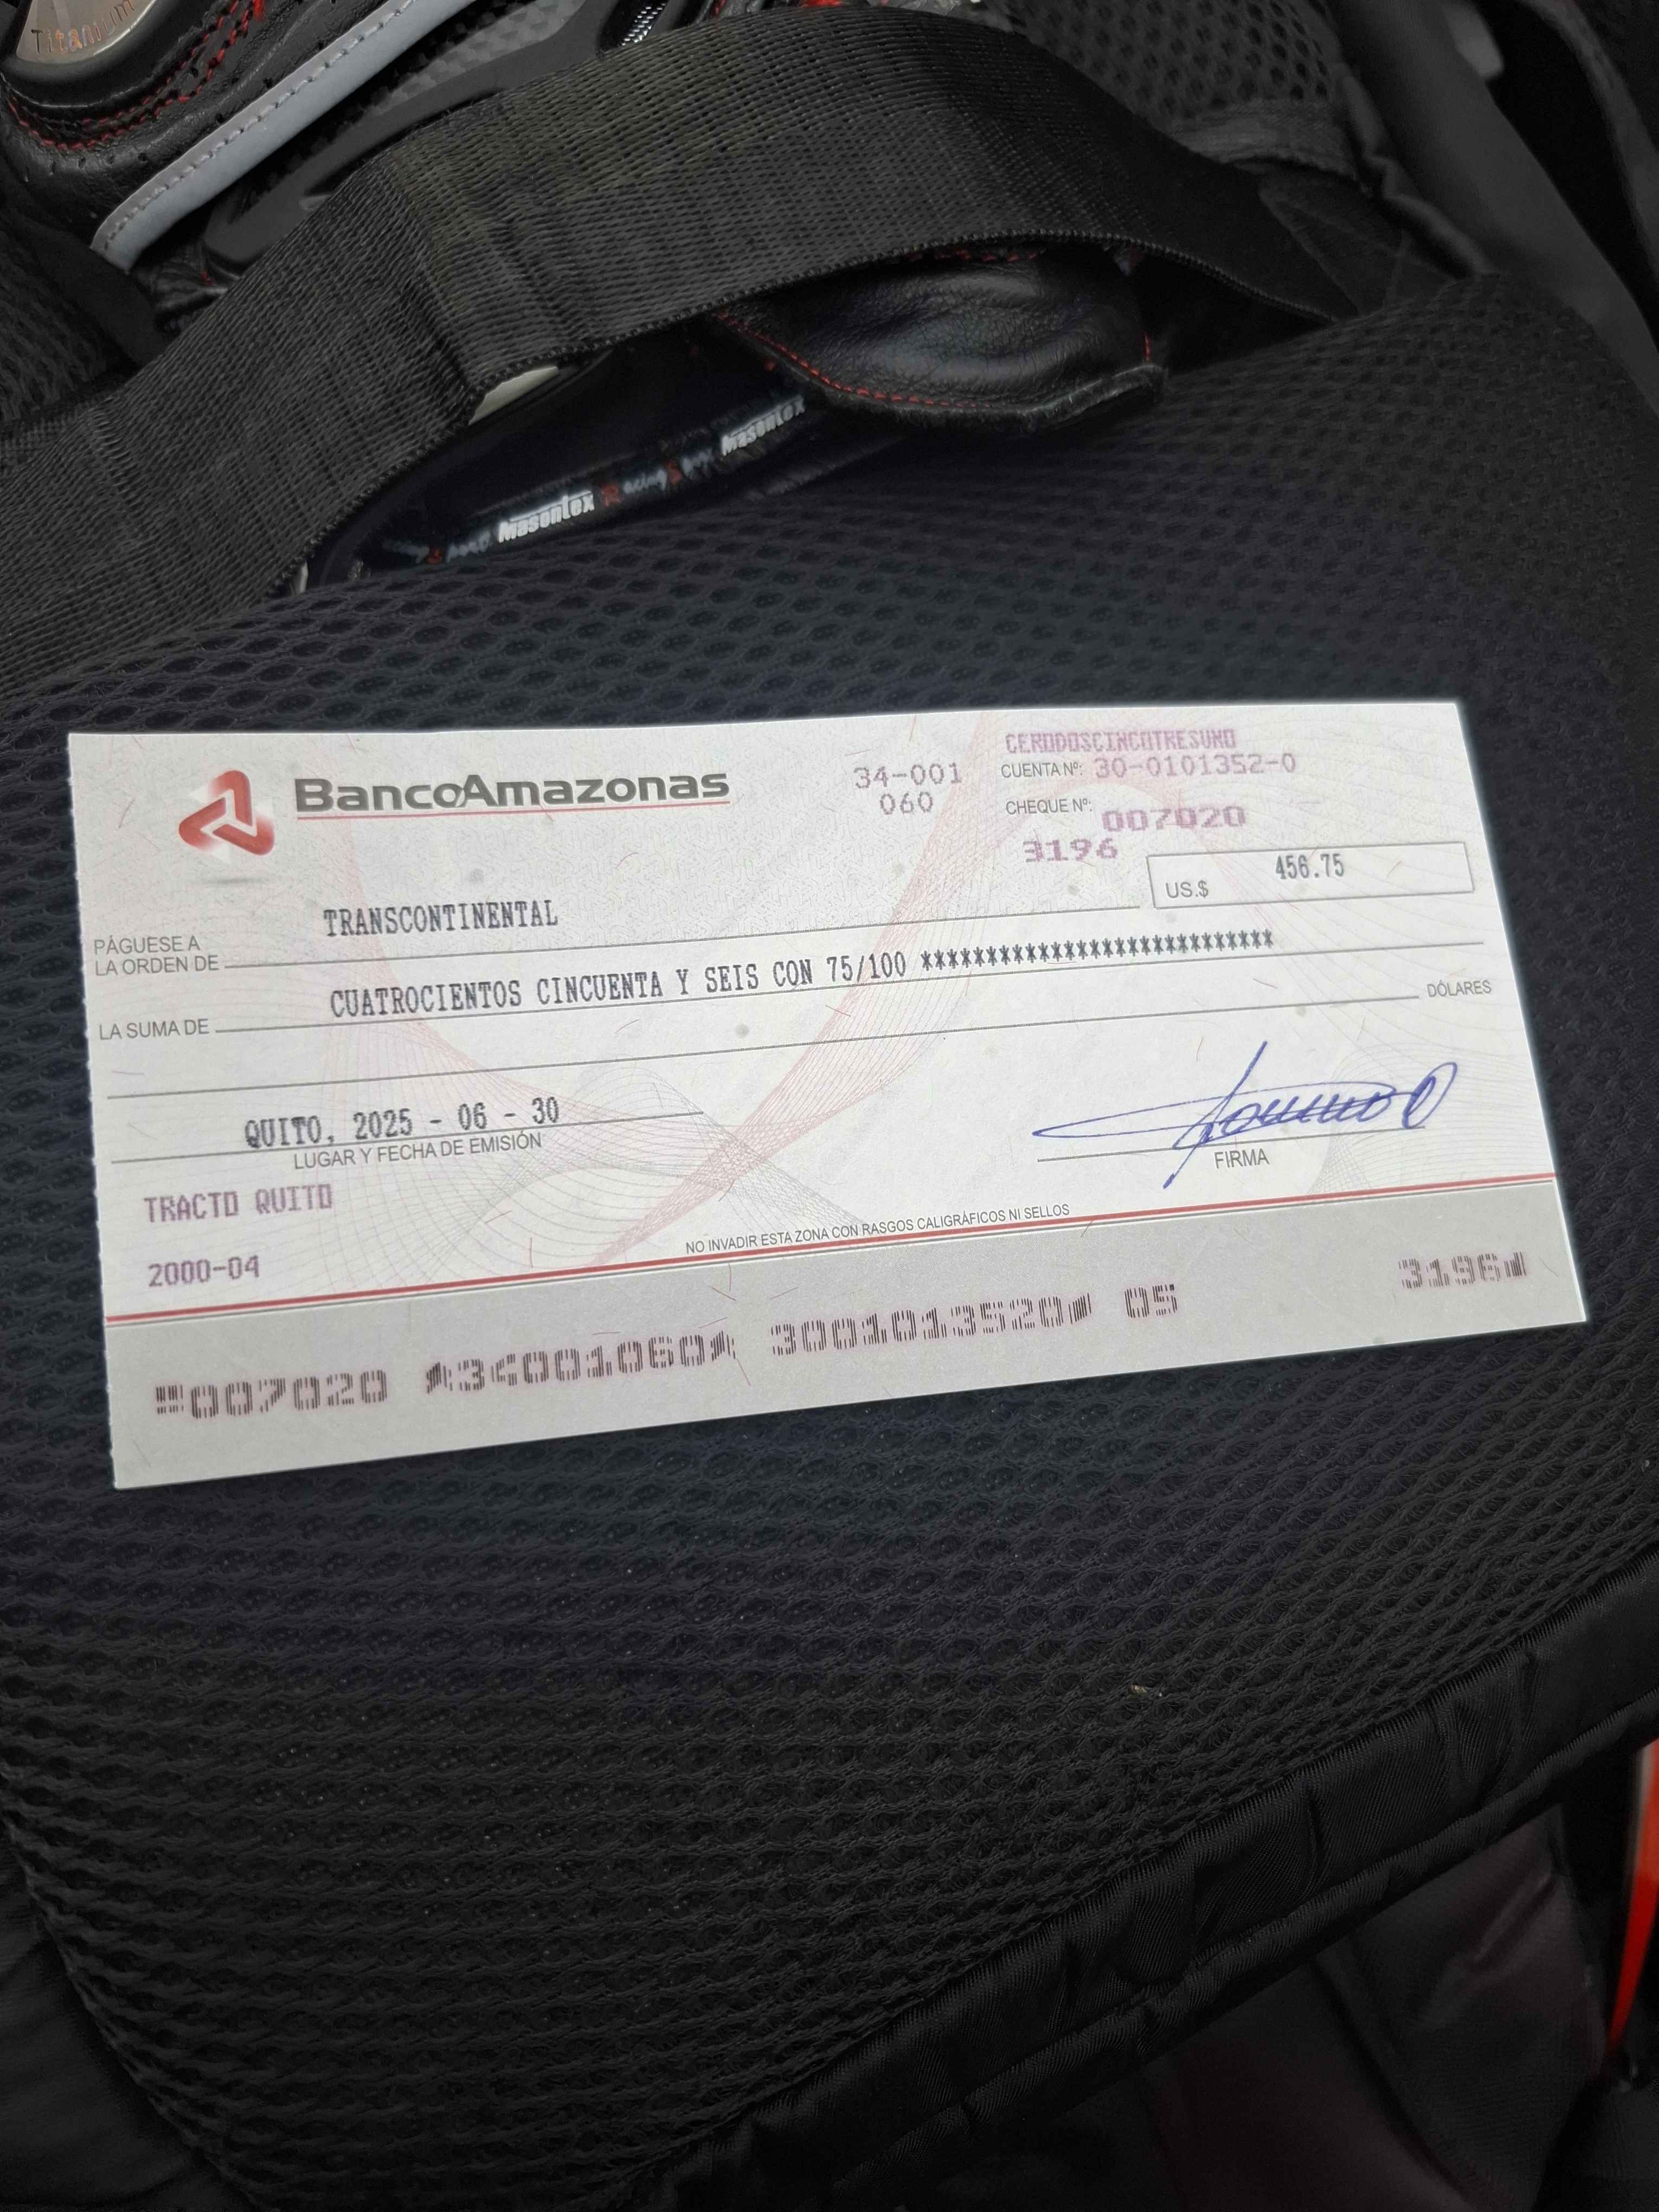 Titanium
Masontex Racing
Masontex
BancoAmazonas
34-001
060
CERODOSCINCOTRESUNO
CUENTA Nº: 30-0101352-0
CHEQUE Nº: 007020
3196
US.$ 456.75
PÁGUESE A
LA ORDEN DE TRANSCONTINENTAL
LA SUMA DE CUATROCIENTOS CINCUENTA Y SEIS CON 75/100 ***************************
DÓLARES
QUITO, 2025 - 06 - 30
LUGAR Y FECHA DE EMISIÓN
FIRMA
TRACTO QUITO
2000-04
NO INVADIR ESTA ZONA CON RASGOS CALIGRÁFICOS NI SELLOS
007020 34001060 3001013520 05 3196